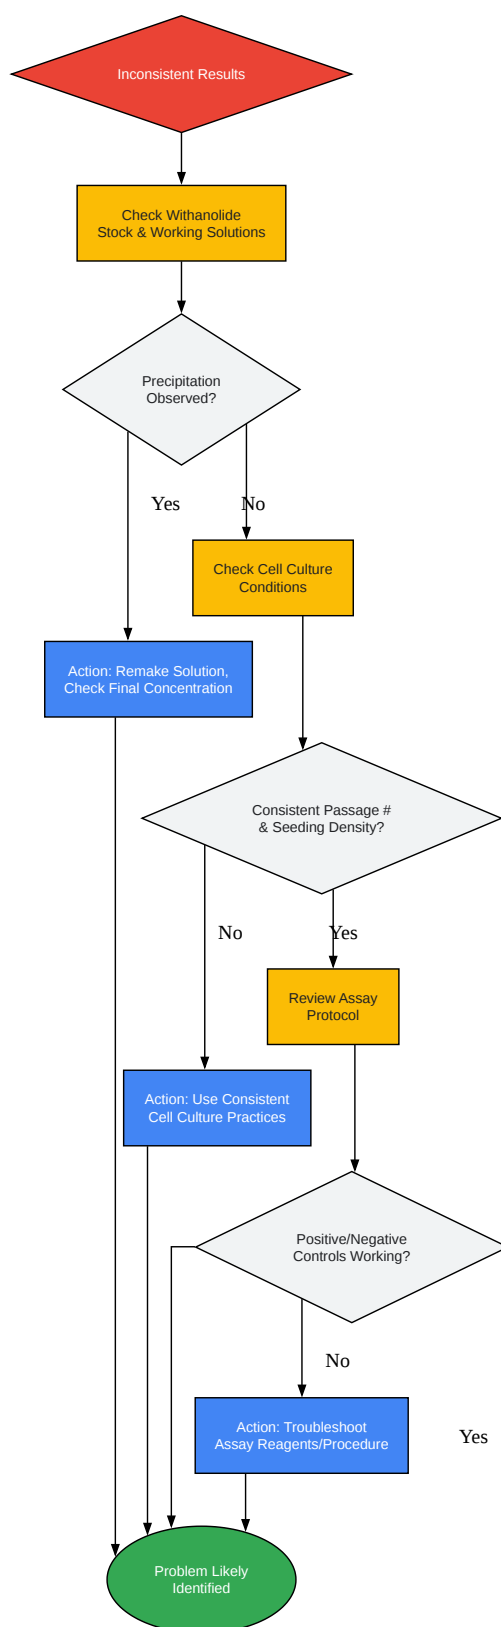 Inconsistent Results
Check Withanolide
Stock & Working Solutions
Precipitation
Observed?
Yes
No
Check Cell Culture
Conditions
Action: Remake Solution,
Check Final Concentration
Consistent Passage #
& Seeding Density?
No
Yes
Review Assay
Protocol
Action: Use Consistent
Cell Culture Practices
Positive/Negative
Controls Working?
No
Action: Troubleshoot
Assay Reagents/Procedure
Yes
Problem Likely
Identified